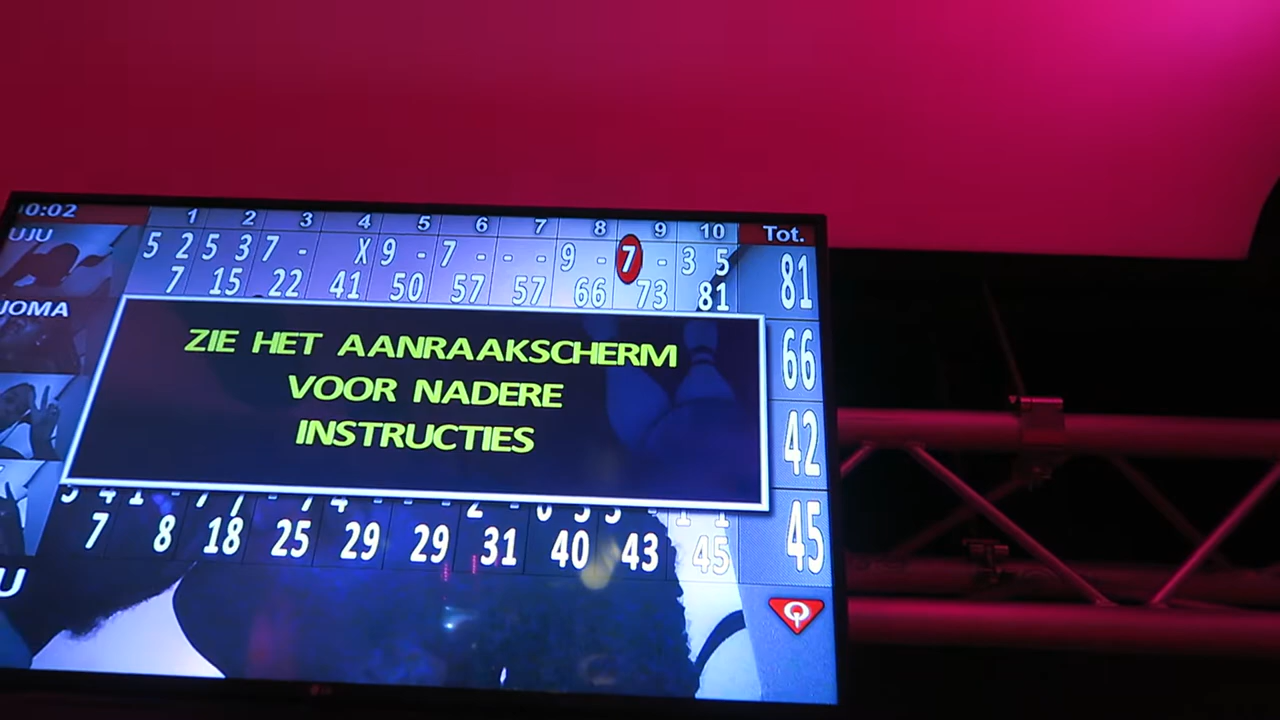 0:02 1 2 3 4 5 6 7 8 9 10 Tot.
UJU
5 2 5 3 7 - X 9 - 7 - - - 9 - 7 - 3 5
7 15 22 41 50 57 57 66 73 81 81
JOMA
66
ZIE HET AANRAAKSCHERM
VOOR NADERE
INSTRUCTIES
42
7 8 18 25 29 29 31 40 43 45 45
U